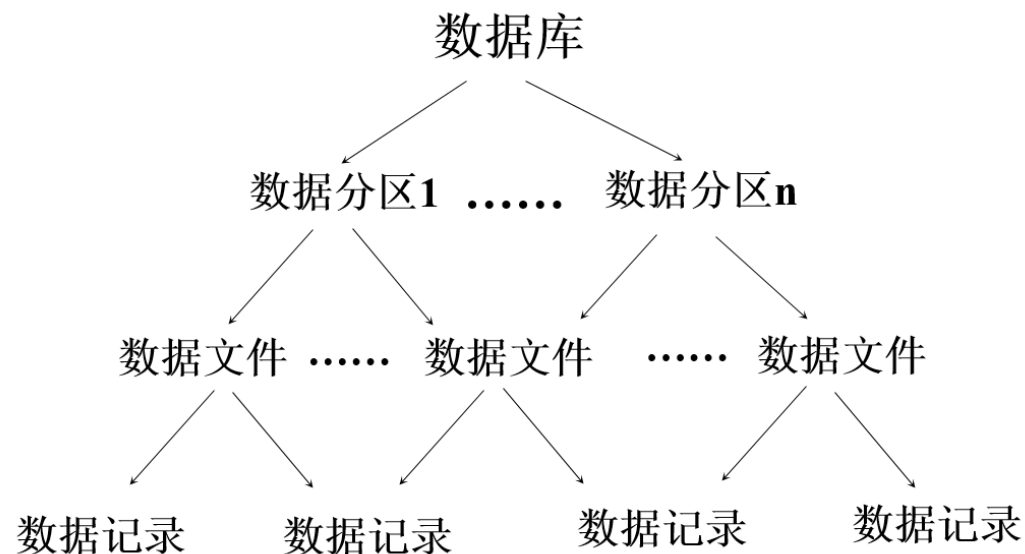 数据库
数据分区1 …… 数据分区n
数据文件 …… 数据文件 …… 数据文件
数据记录 数据记录 数据记录 数据记录